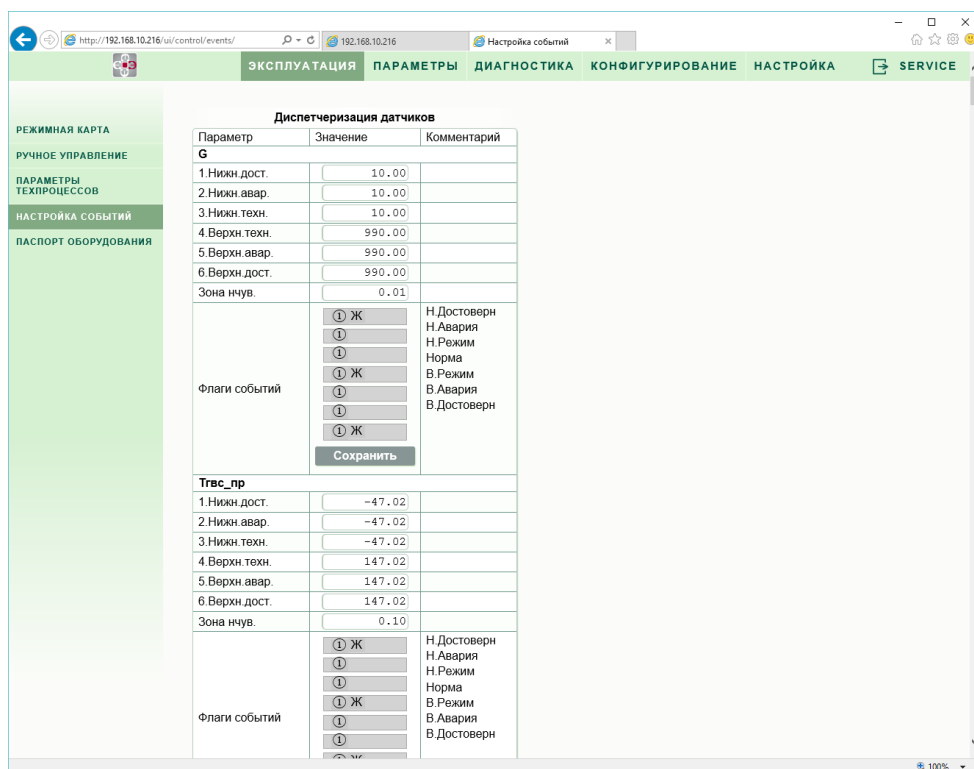 http://192.168.10.216/ui/control/events/
192.168.10.216
Настройка событий
ЭКСПЛУАТАЦИЯ ПАРАМЕТРЫ ДИАГНОСТИКА КОНФИГУРИРОВАНИЕ НАСТРОЙКА SERVICE
РЕЖИМНАЯ КАРТА
РУЧНОЕ УПРАВЛЕНИЕ
ПАРАМЕТРЫ
ТЕХПРОЦЕССОВ
НАСТРОЙКА СОБЫТИЙ
ПАСПОРТ ОБОРУДОВАНИЯ
Диспетчеризация датчиков
Параметр Значение Комментарий
G
1.Нижн.дост. 10.00
2.Нижн.авар. 10.00
3.Нижн.техн. 10.00
4.Верхн.техн. 990.00
5.Верхн.авар. 990.00
6.Верхн.дост. 990.00
Зона нчув. 0.01
Флаги событий
① Ж
①
①
① Ж
①
①
① Ж
Сохранить
Н.Достоверн
Н.Авария
Н.Режим
Норма
В.Режим
В.Авария
В.Достоверн
Тгвс_пр
1.Нижн.дост. -47.02
2.Нижн.авар. -47.02
3.Нижн.техн. -47.02
4.Верхн.техн. 147.02
5.Верхн.авар. 147.02
6.Верхн.дост. 147.02
Зона нчув. 0.10
Флаги событий
① Ж
①
①
① Ж
①
①
① Ж
Н.Достоверн
Н.Авария
Н.Режим
Норма
В.Режим
В.Авария
В.Достоверн
100%